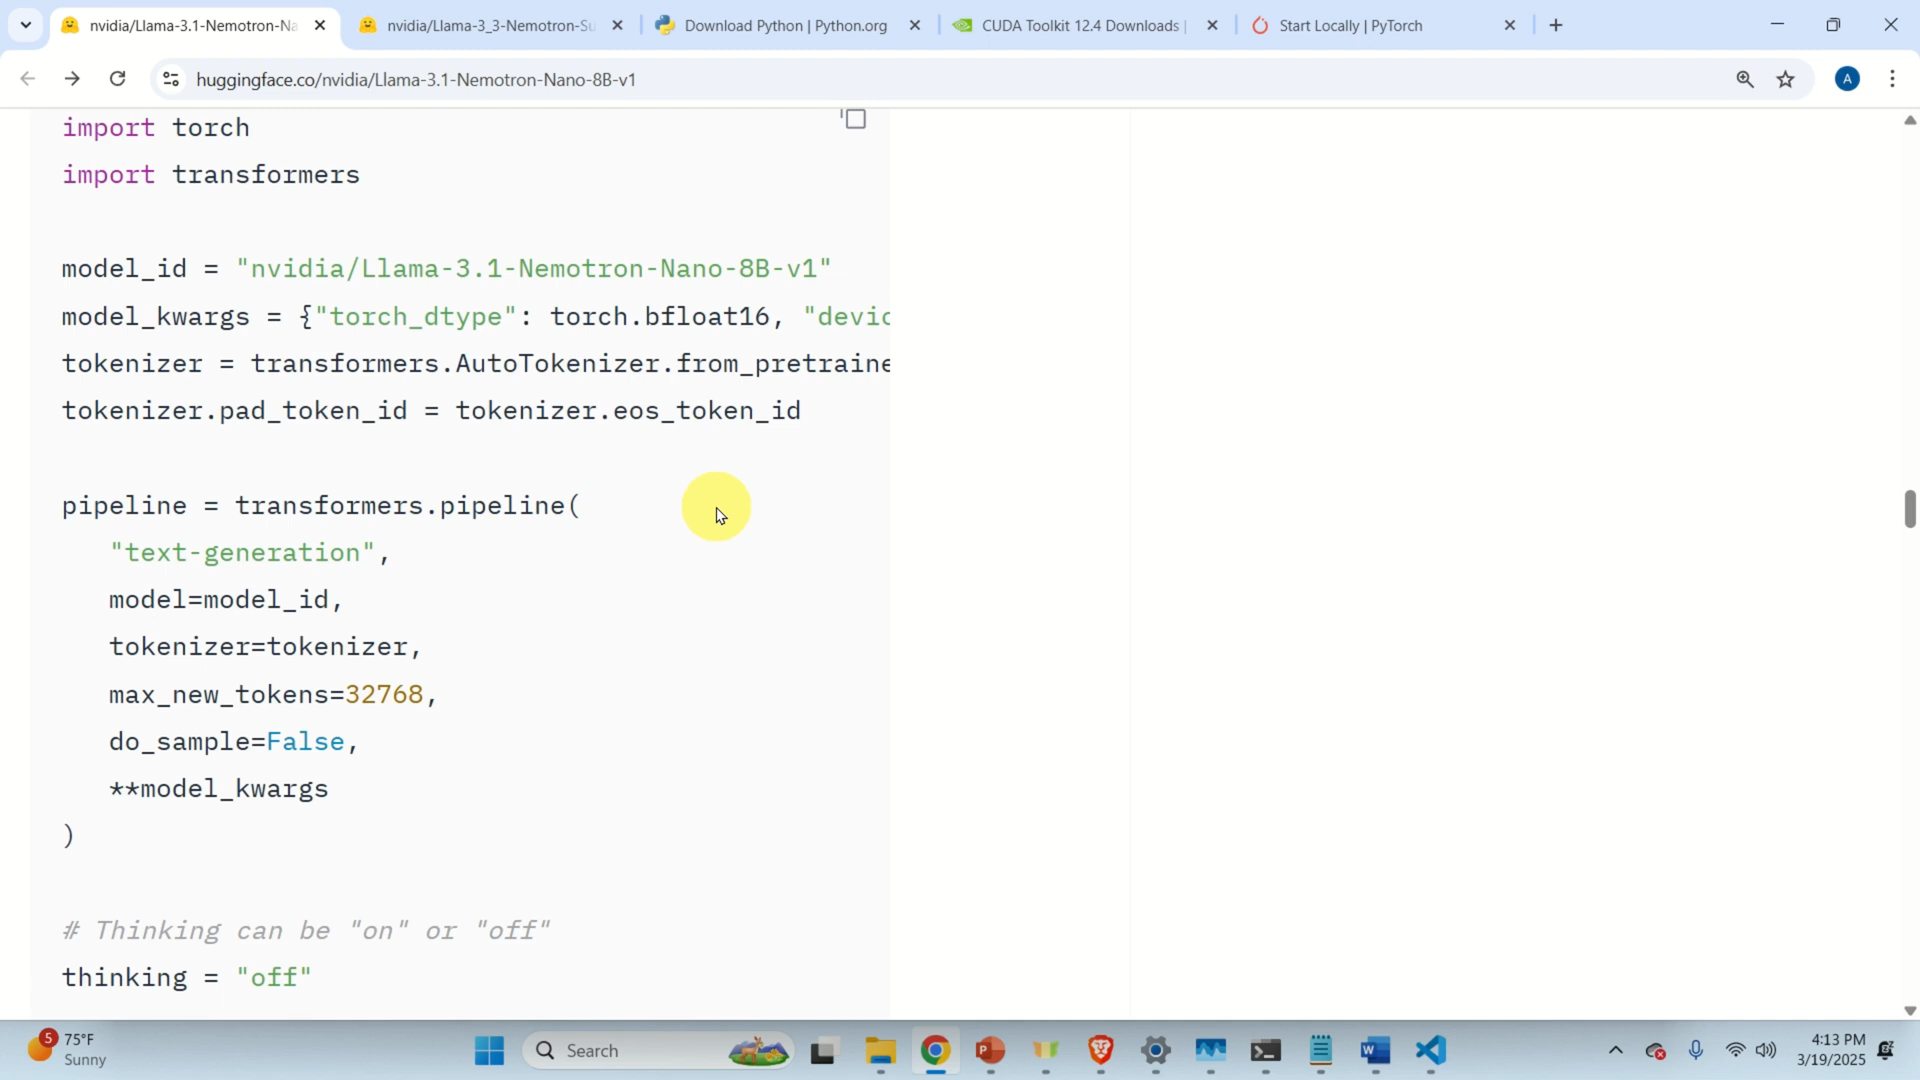 nvidia/Llama-3.1-Nemotron-Na
nvidia/Llama-3_3-Nemotron-Su
Download Python | Python.org
CUDA Toolkit 12.4 Downloads |
Start Locally | PyTorch
huggingface.co/nvidia/Llama-3.1-Nemotron-Nano-8B-v1
A
import torch
import transformers
model_id = "nvidia/Llama-3.1-Nemotron-Nano-8B-v1"
model_kwargs = {"torch_dtype": torch.bfloat16, "devic
tokenizer = transformers.AutoTokenizer.from_pretraine
tokenizer.pad_token_id = tokenizer.eos_token_id
pipeline = transformers.pipeline(
"text-generation",
model=model_id,
tokenizer=tokenizer,
max_new_tokens=32768,
do_sample=False,
**model_kwargs
)
# Thinking can be "on" or "off"
thinking = "off"
5
75°F
Sunny
Search
4:13 PM
3/19/2025